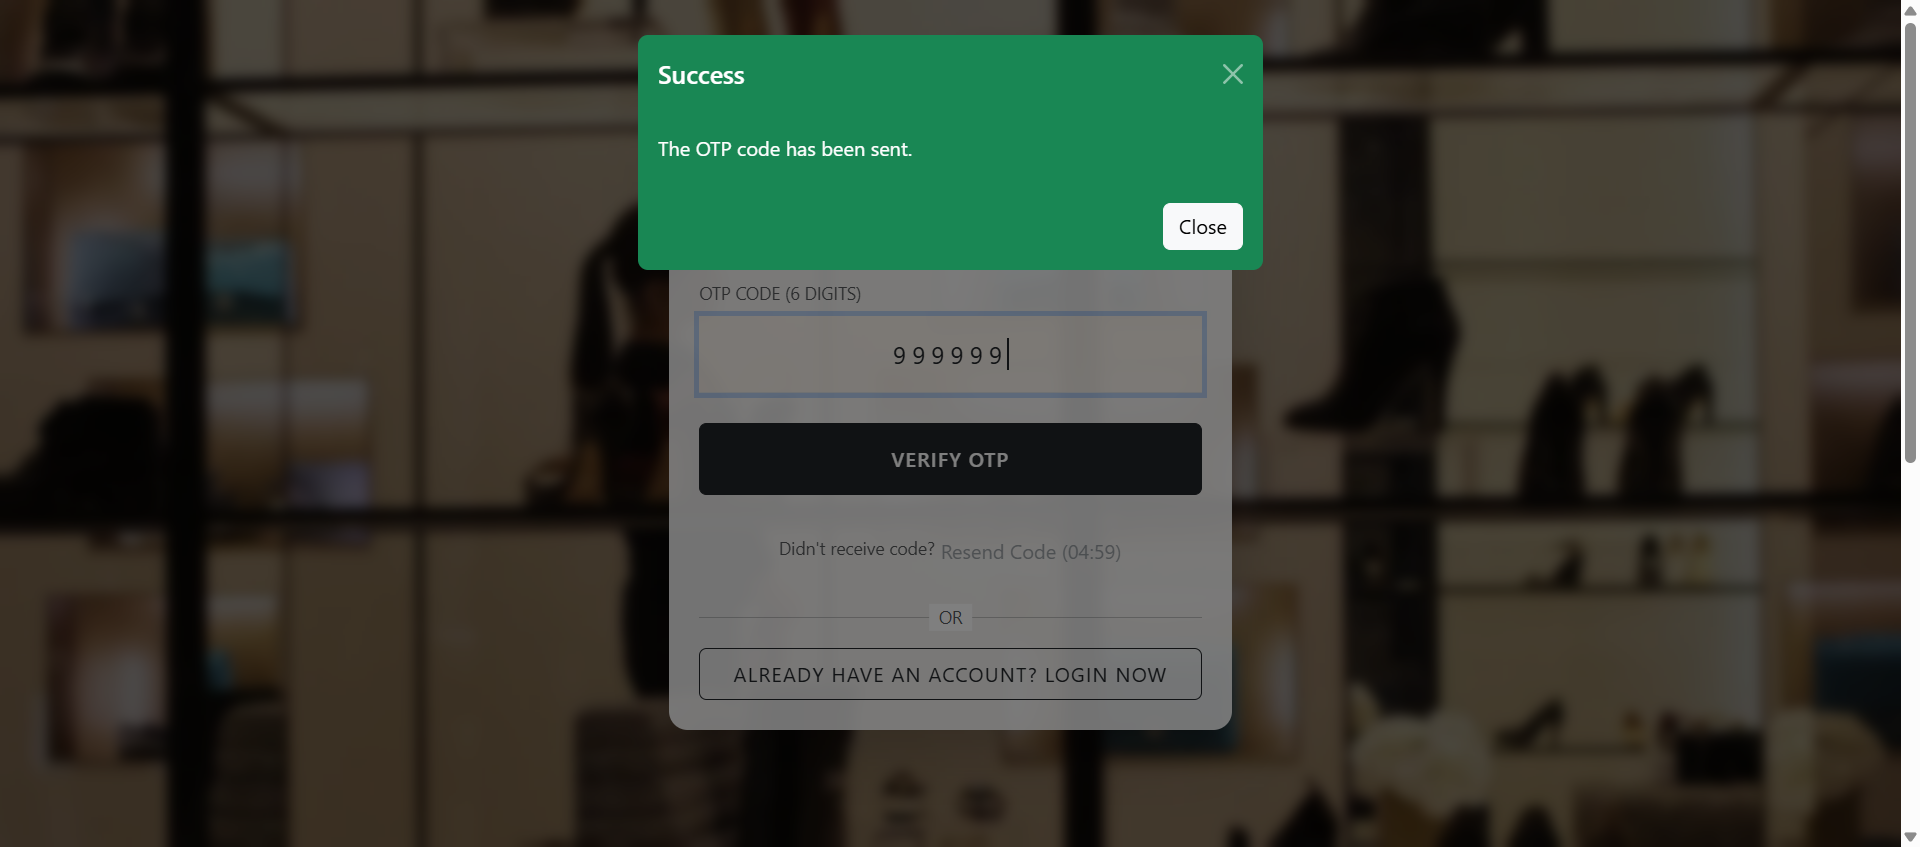 Success
The OTP code has been sent.
Close
OTP CODE (6 DIGITS)
999999
VERIFY OTP
Didn't receive code? Resend Code (04:59)
OR
ALREADY HAVE AN ACCOUNT? LOGIN NOW